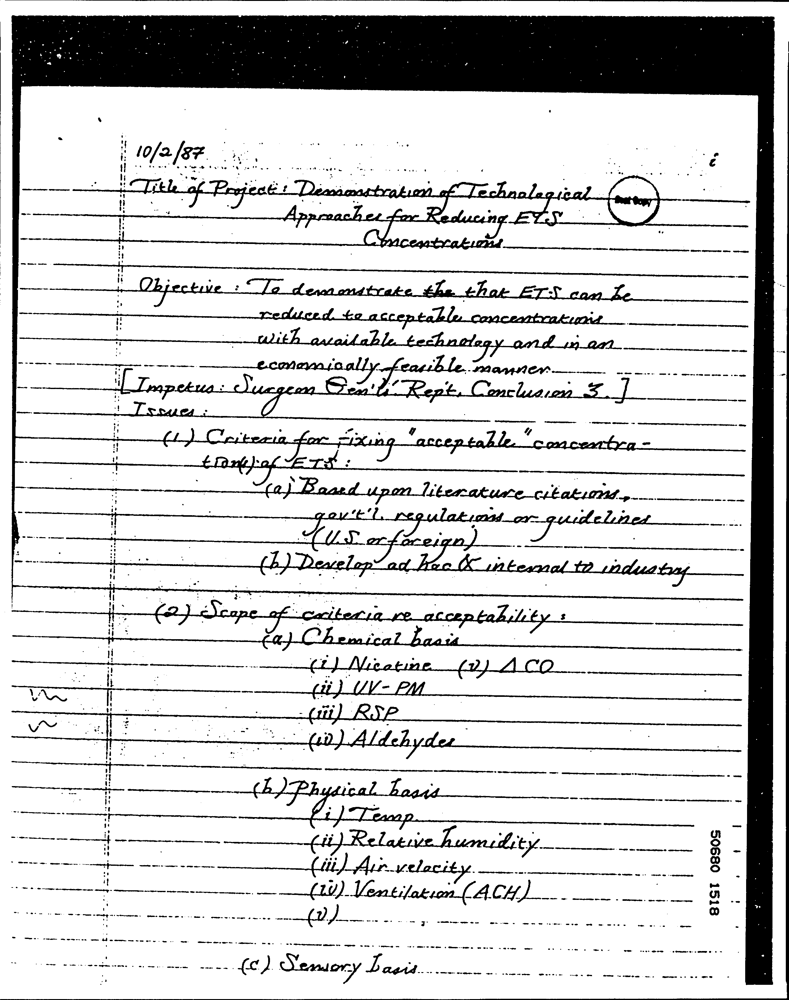 10/2/87
i
Title of Project: Demonstration of Technological
Best Copy
Approaches for Reducing ETS
Concentrations
Objective: To demonstrate the that ETS can be
reduced to acceptable concentrations
with available technology and in an
economically feasible manner
[Impetus: Surgeon Gen'l's Rept, Conclusion 3.]
Issues:
(1) Criteria for fixing "acceptable" concentra-
tion(s) of ETS:
(a) Based upon literature citations,
gov't'l. regulations or guidelines
(U.S. or foreign)
(b) Develop ad hoc & internal to industry
(2) Scope of criteria re acceptability:
(a) Chemical basis
(i) Nicotine (v) Δ CO
(ii) UV-PM
(iii) RSP
(iv) Aldehydes
(b) Physical basis
(i) Temp.
(ii) Relative humidity
(iii) Air velocity
(iv) Ventilation (ACH)
(v)
(c) Sensory basis
50680 1518